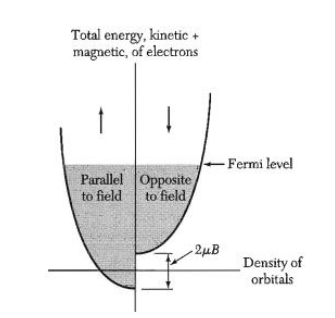 Total energy, kinetic +
magnetic, of electrons
Fermi level
Parallel
to field
Opposite
to field
2μB
Density of
orbitals